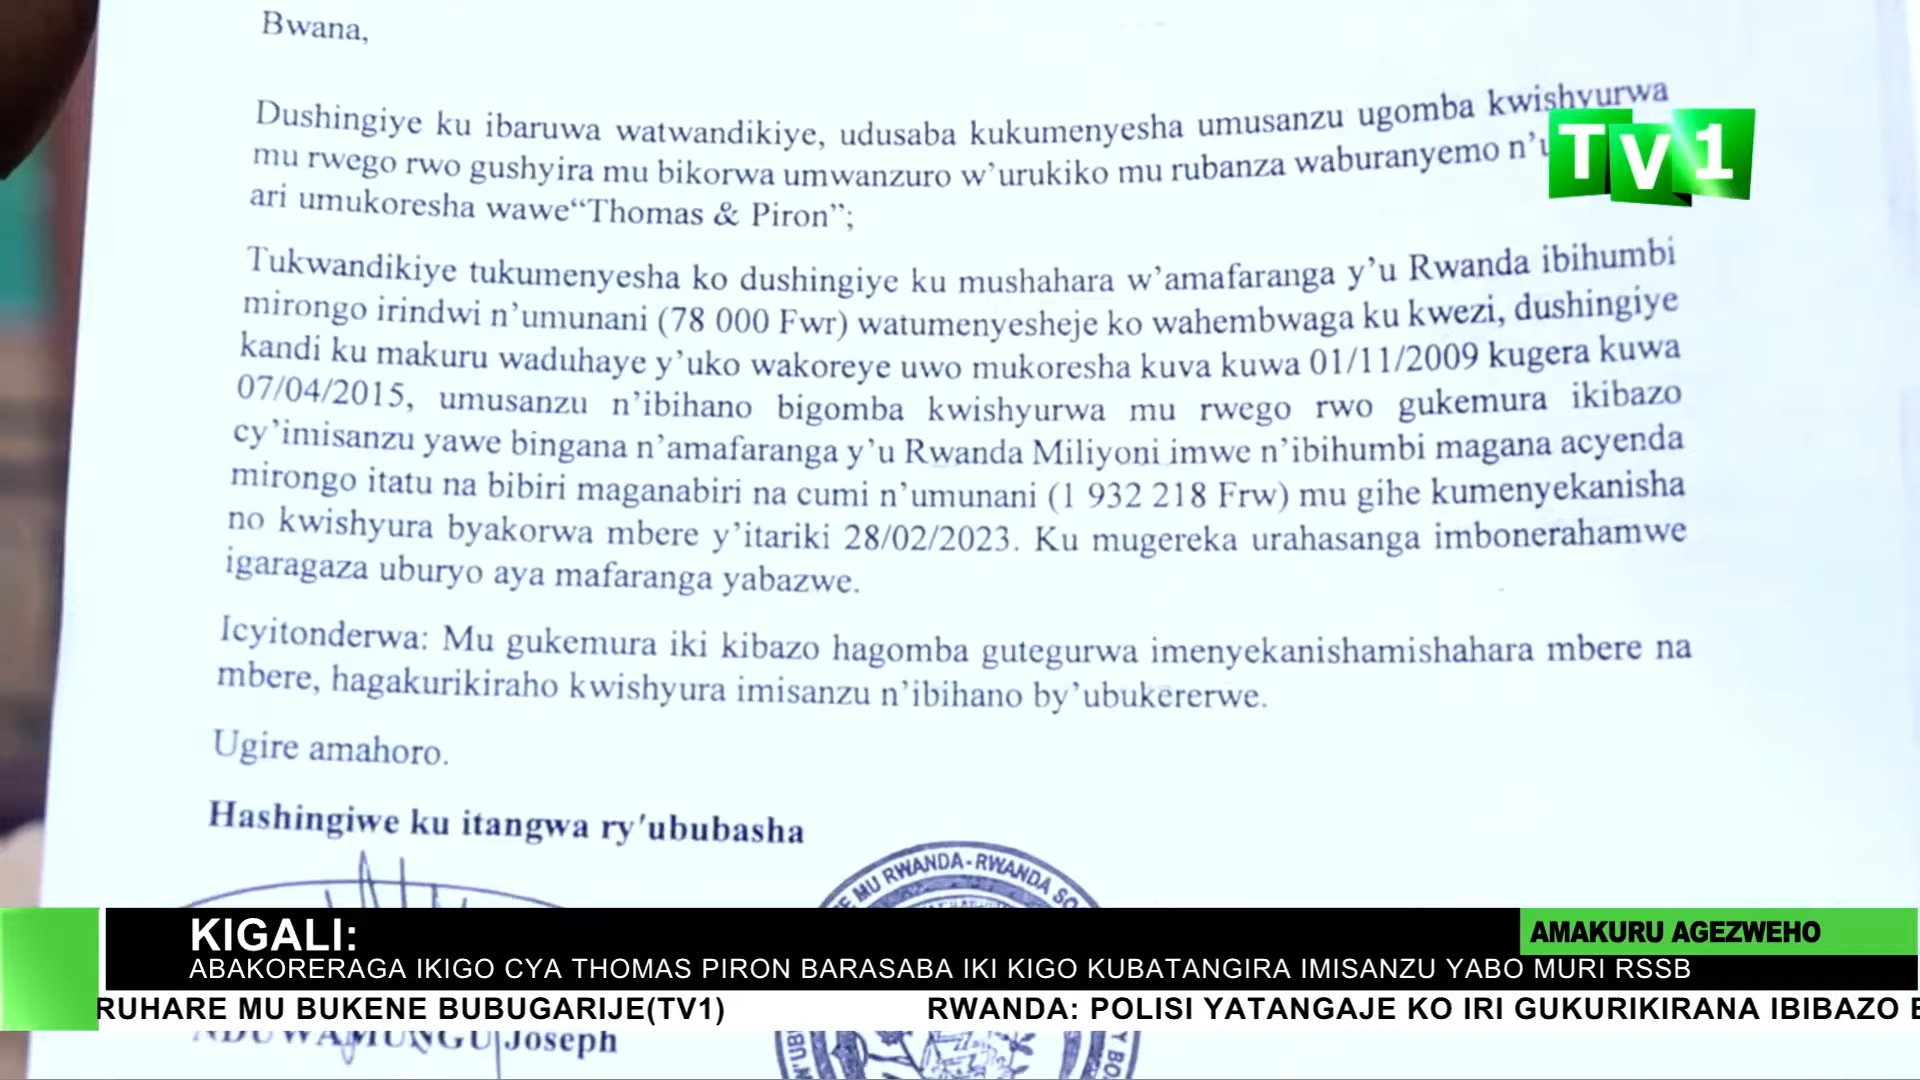 Bwana,
Dushingiye ku ibaruwa watwandikiye, udusaba kukumenyesha umusanzu ugomba kwishyurwa
mu rwego rwo gushyira mu bikorwa umwanzuro w'urukiko mu rubanza waburanyemo
ari umukoresha wawe“Thomas & Piron”;
TV1
Tukwandikiye tukumenyesha ko dushingiye ku mushahara w'amafaranga y'u Rwanda ibihumbi
mirongo irindwi n'umunani (78 000 Fwr) watumenyesheje ko wahembwaga ku kwezi, dushingiye
kandi ku makuru waduhaye y'uko wakoreye uwo mukoresha kuva kuwa 01/11/2009 kugera kuwa
07/04/2015, umusanzu n'ibihano bigomba kwishyurwa mu rwego rwo gukemura ikibazo
cy'imisanzu yawe bingana n'amafaranga y'u Rwanda Miliyoni imwe n'ibihumbi magana acyenda
mirongo itatu na bibiri maganabiri na cumi n'umunani (1 932 218 Frw) mu gihe kumenyekanisha
no kwishyura byakorwa mbere y'itariki 28/02/2023. Ku mugereka urahasanga imbonerahamwe
igaragaza uburyo aya mafaranga yabazwe.
Icyitonderwa: Mu gukemura iki kibazo hagomba gutegurwa imenyekanishamishahara mbere na
mbere, hagakurikiraho kwishyura imisanzu n'ibihano by'ubukererwe.
Ugire amahoro.
Hashingiwe ku itangwa ry'ububasha
MU RWANDA-RWANDA
KIGALI:
AMAKURU AGEZWEHO
ABAKORERAGA IKIGO CYA THOMAS PIRON BARASABA IKI KIGO KUBATANGIRA IMISANZU YABO MURI RSSB
RUHARE MU BUKENE BUBUGARIJE(TV1) RWANDA: POLISI YATANGAJE KO IRI GUKURIKIRANA IBIBAZO
NDUWAMUNGU Joseph